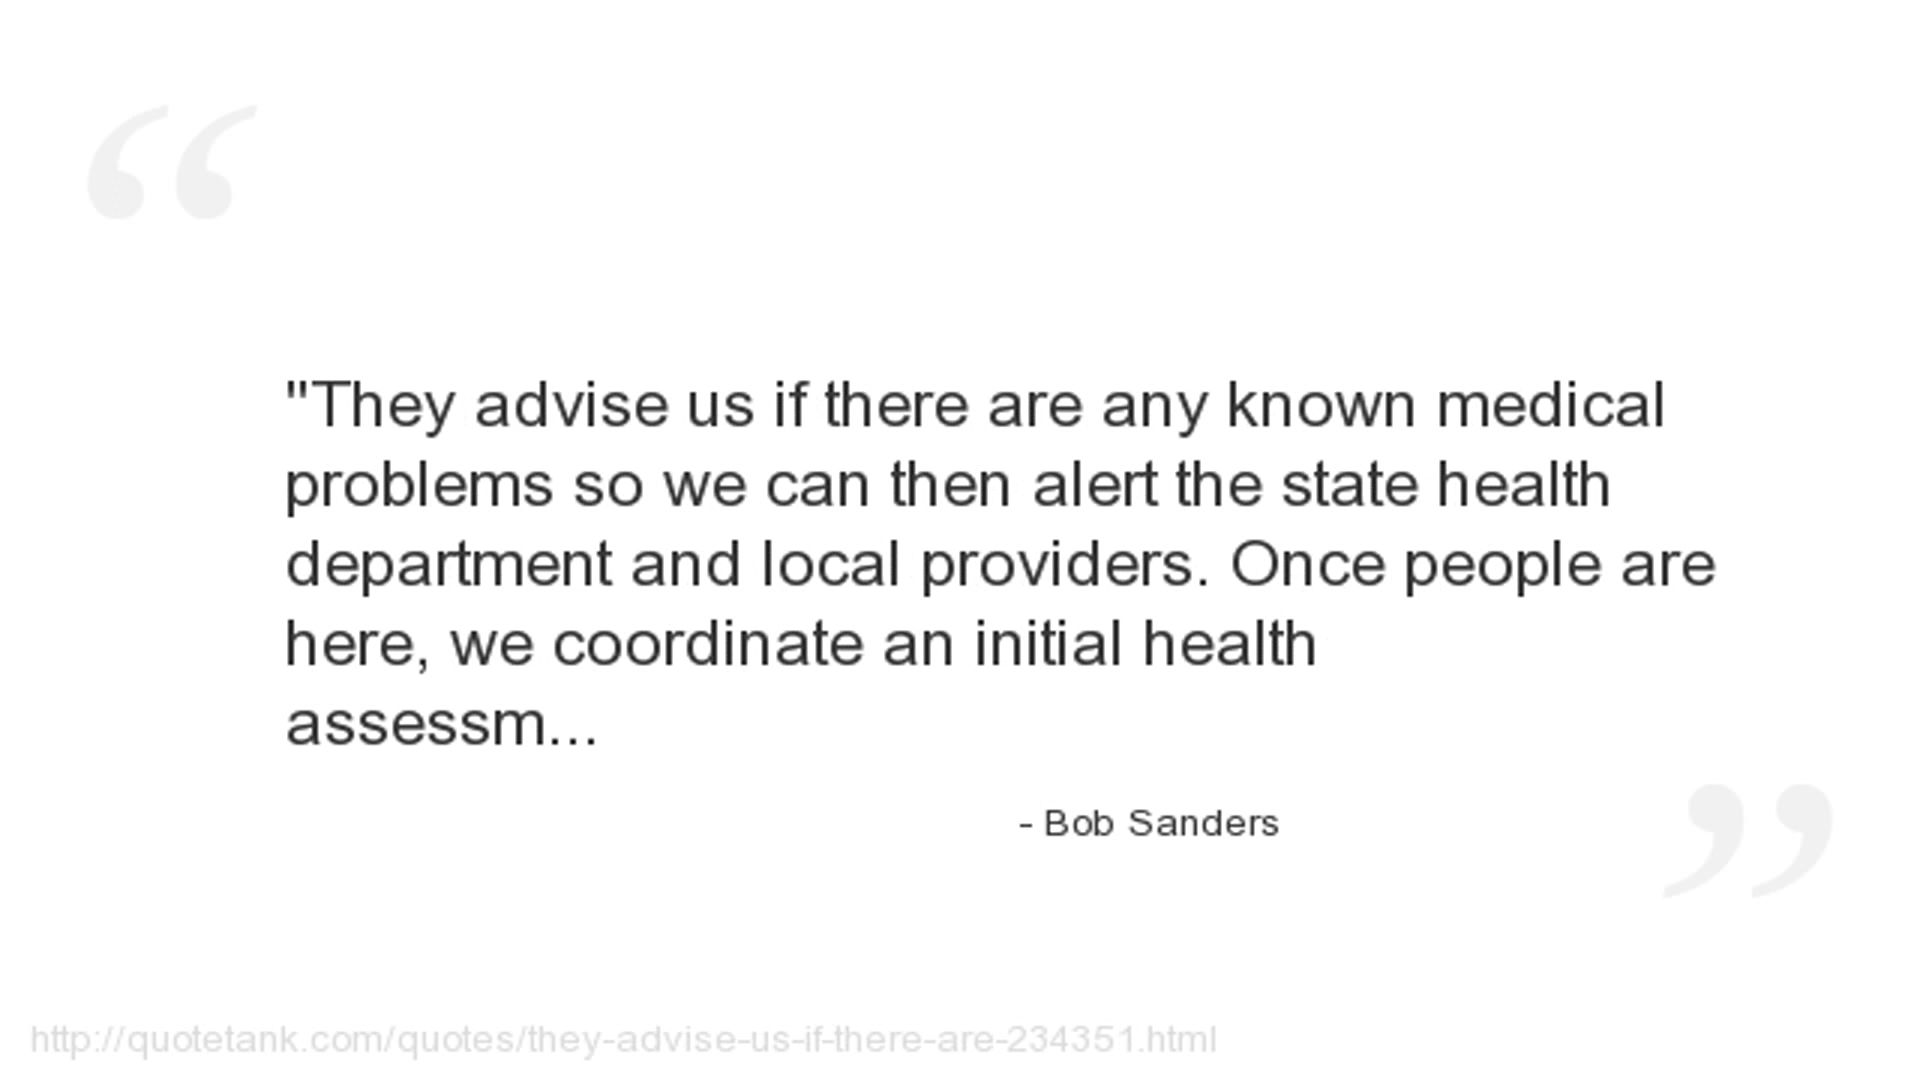 “
"They advise us if there are any known medical
problems so we can then alert the state health
department and local providers. Once people are
here, we coordinate an initial health
assessm...
- Bob Sanders
”
http://quotetank.com/quotes/they-advise-us-if-there-are-234351.html